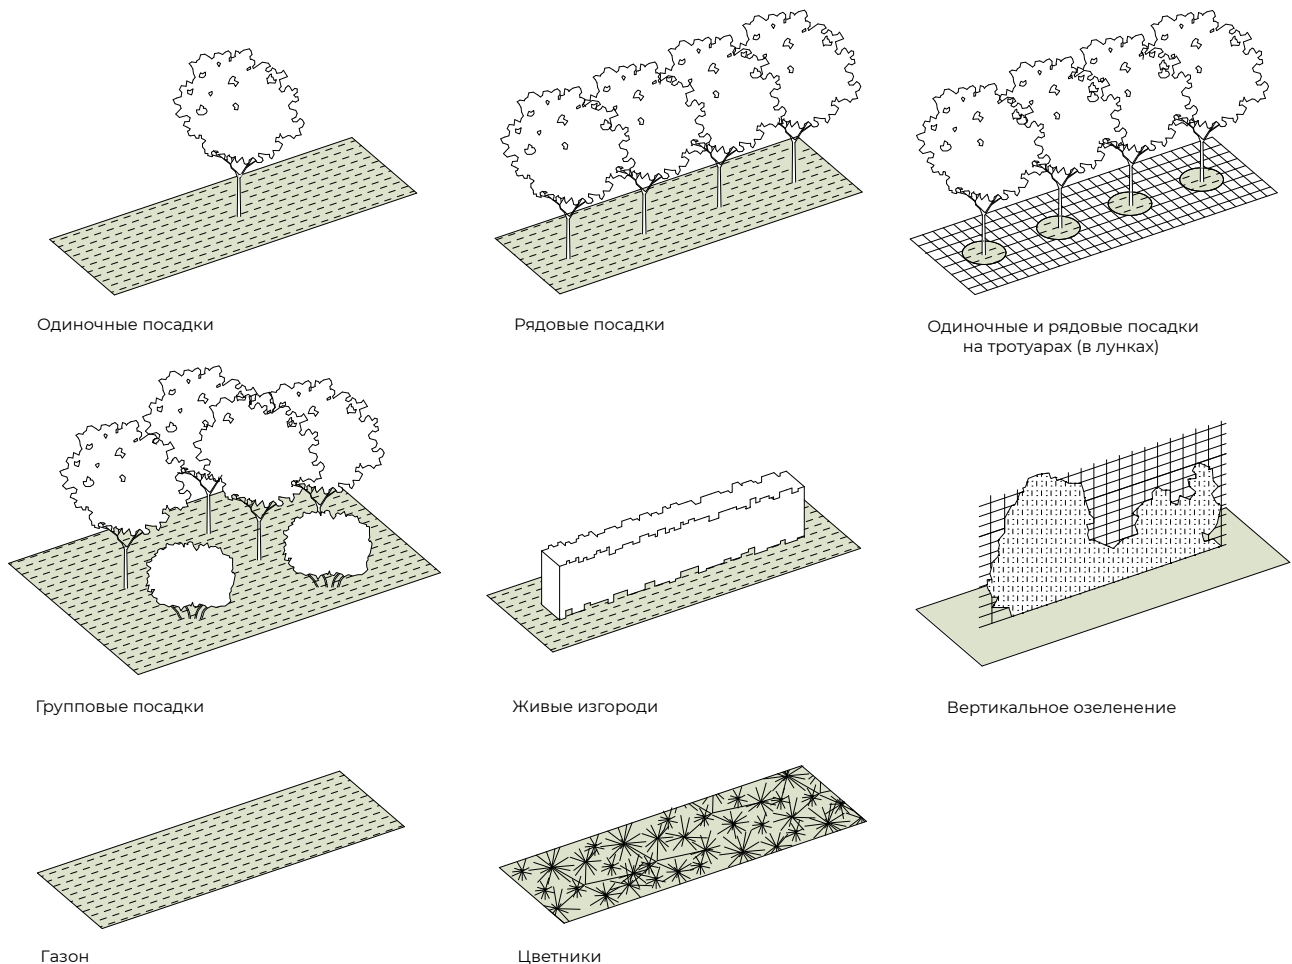 Одиночные посадки
Рядовые посадки
Одиночные и рядовые посадки
на тротуарах (в лунках)
Групповые посадки
Живые изгороди
Вертикальное озеленение
Газон
Цветники